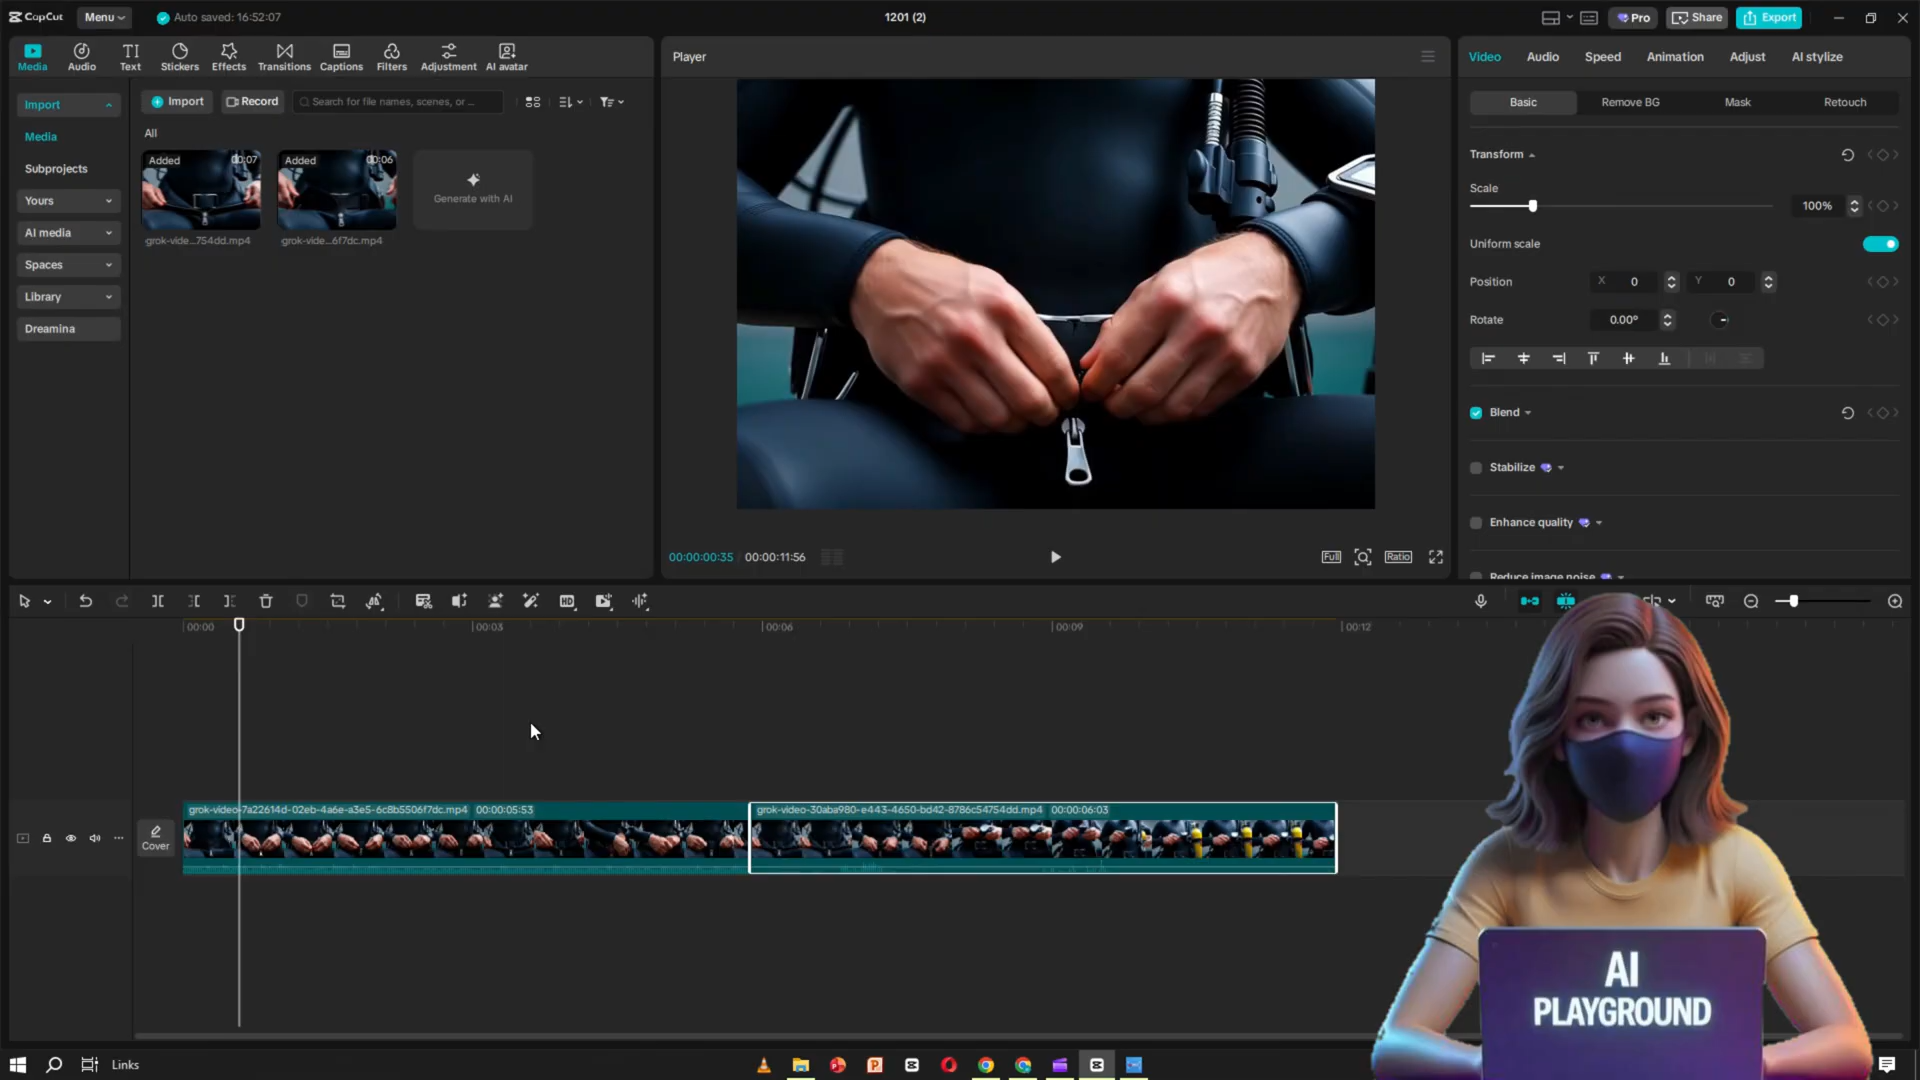 CapCut
Menu
Auto saved: 16:52:07
1201 (2)
Pro
Share
Export
Media
Audio
Text
Stickers
Effects
Transitions
Captions
Filters
Adjustment
AI avatar
Import
Media
Subprojects
Yours
AI media
Spaces
Library
Dreamina
Import
Record
Search for file names, scenes, or ...
All
Added
00:07
grok-vide...754dd.mp4
Added
00:06
grok-vide...6f7dc.mp4
Generate with AI
Player
00:00:00:35
00:00:11:56
Full
Ratio
Video
Audio
Speed
Animation
Adjust
AI stylize
Basic
Remove BG
Mask
Retouch
Transform
Scale
100%
Uniform scale
Position
X 0
Y 0
Rotate
0.00°
Blend
Stabilize
Enhance quality
Reduce image noise
00:00
00:03
00:06
00:09
00:12
Cover
grok-video-7a22614d-02eb-4a6e-a3e5-6c8b5506f7dc.mp4 00:00:05:53
grok-video-30aba980-e443-4650-bd42-8786c54754dd.mp4 00:00:06:03
AI
PLAYGROUND
Links